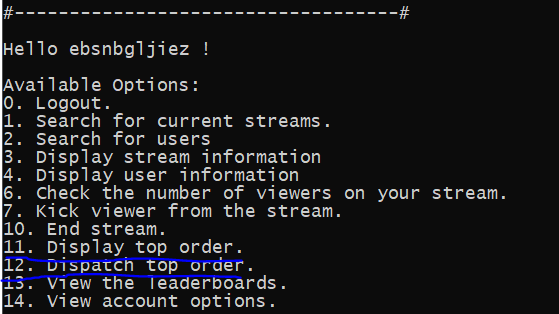 #-----------------------------------#
Hello ebsnbgljiez !
Available Options:
0. Logout.
1. Search for current streams.
2. Search for users
3. Display stream information
4. Display user information
6. Check the number of viewers on your stream.
7. Kick viewer from the stream.
10. End stream.
11. Display top order.
12. Dispatch top order.
13. View the leaderboards.
14. View account options.